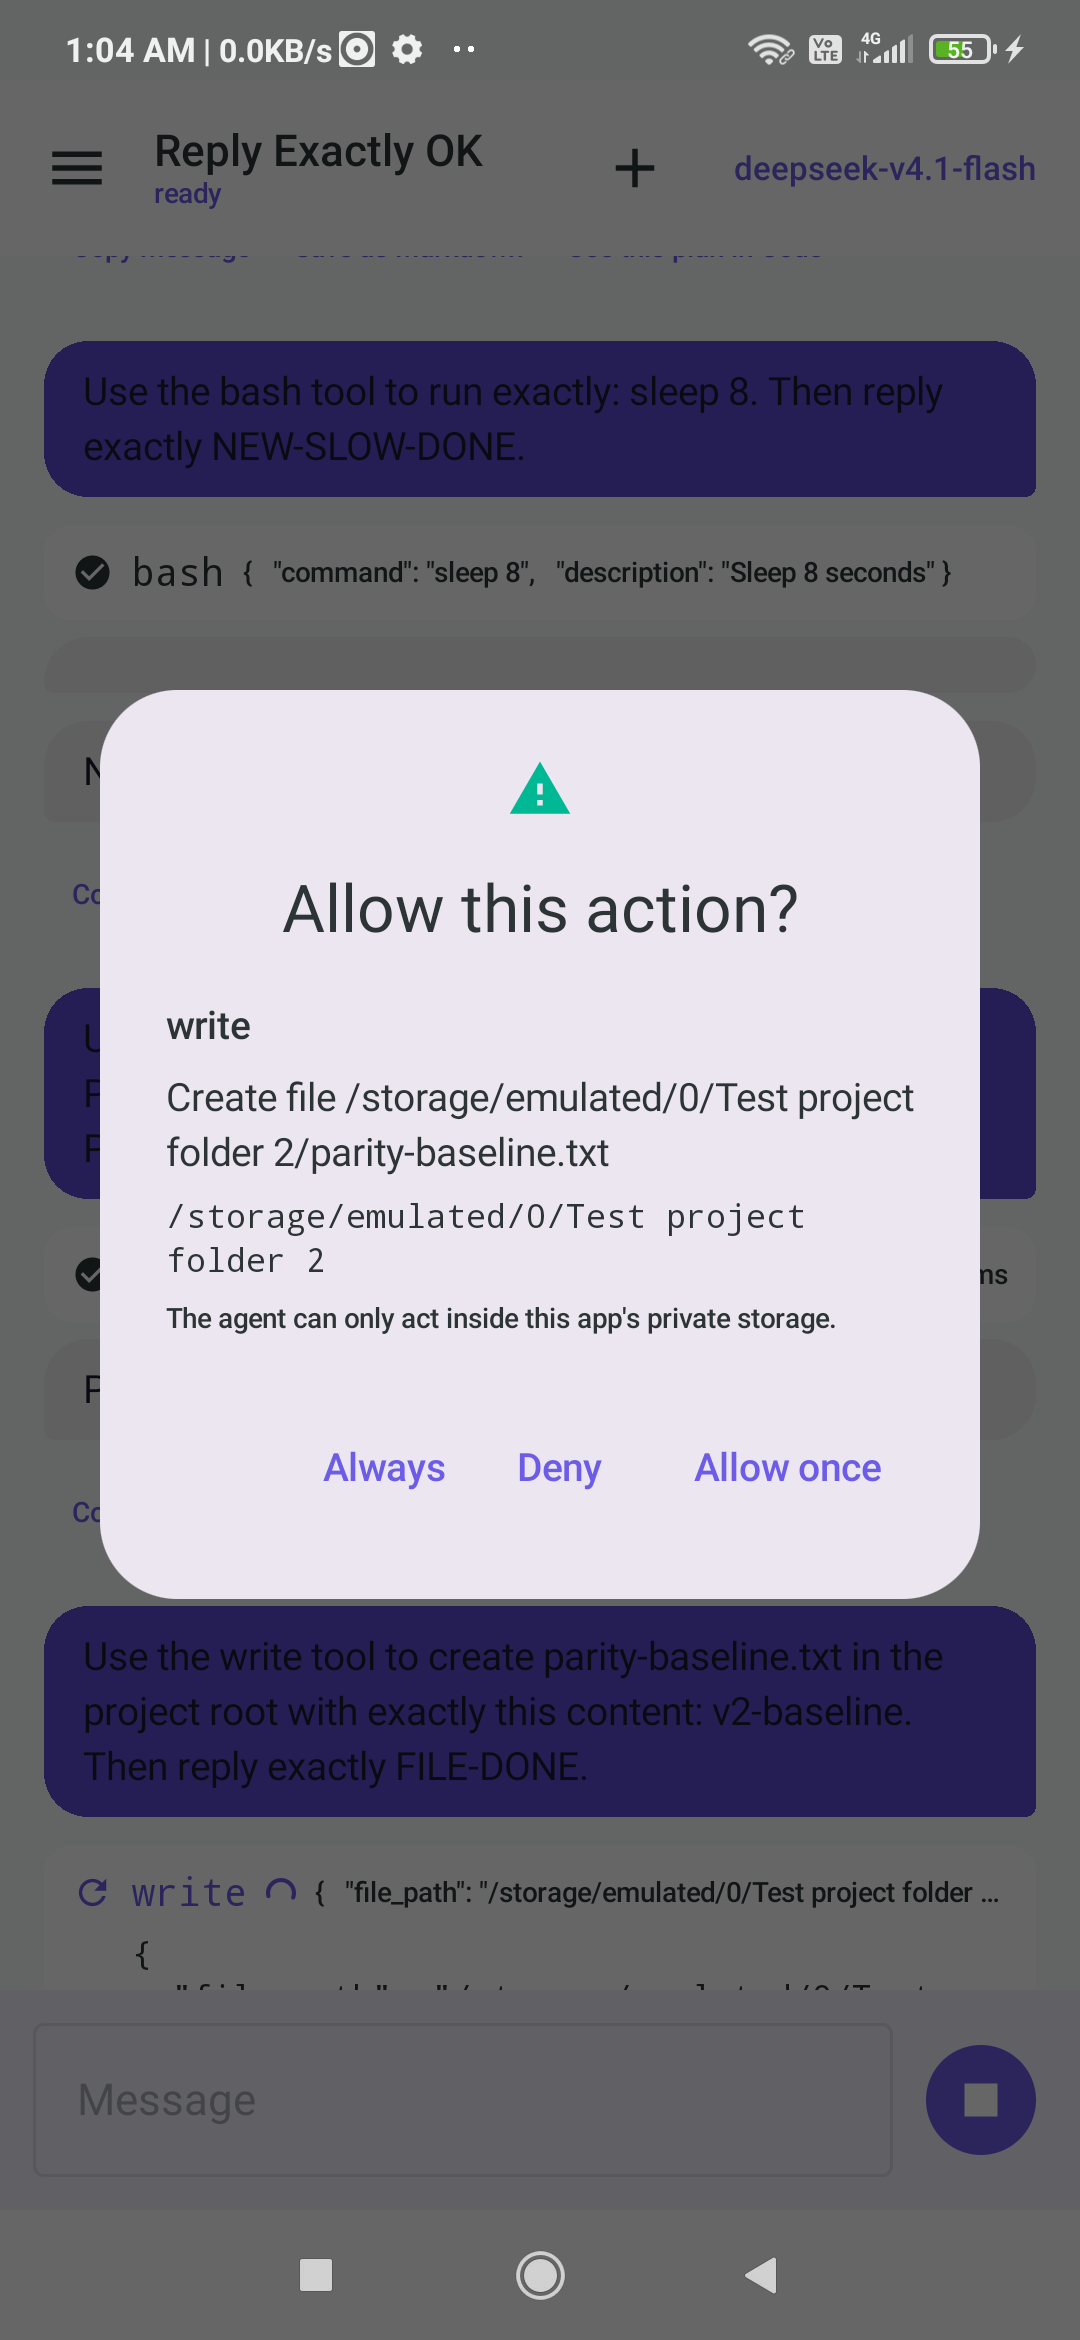 1:04 AM | 0.0KB/s
Vo LTE
4G
55
Reply Exactly OK
ready
deepseek-v4.1-flash
Use the bash tool to run exactly: sleep 8. Then reply
exactly NEW-SLOW-DONE.
bash { "command": "sleep 8", "description": "Sleep 8 seconds" }
Allow this action?
write
Create file /storage/emulated/0/Test project
folder 2/parity-baseline.txt
/storage/emulated/0/Test project
folder 2
The agent can only act inside this app's private storage.
Always
Deny
Allow once
Use the write tool to create parity-baseline.txt in the
project root with exactly this content: v2-baseline.
Then reply exactly FILE-DONE.
write { "file_path": "/storage/emulated/0/Test project folder ...
{
Message